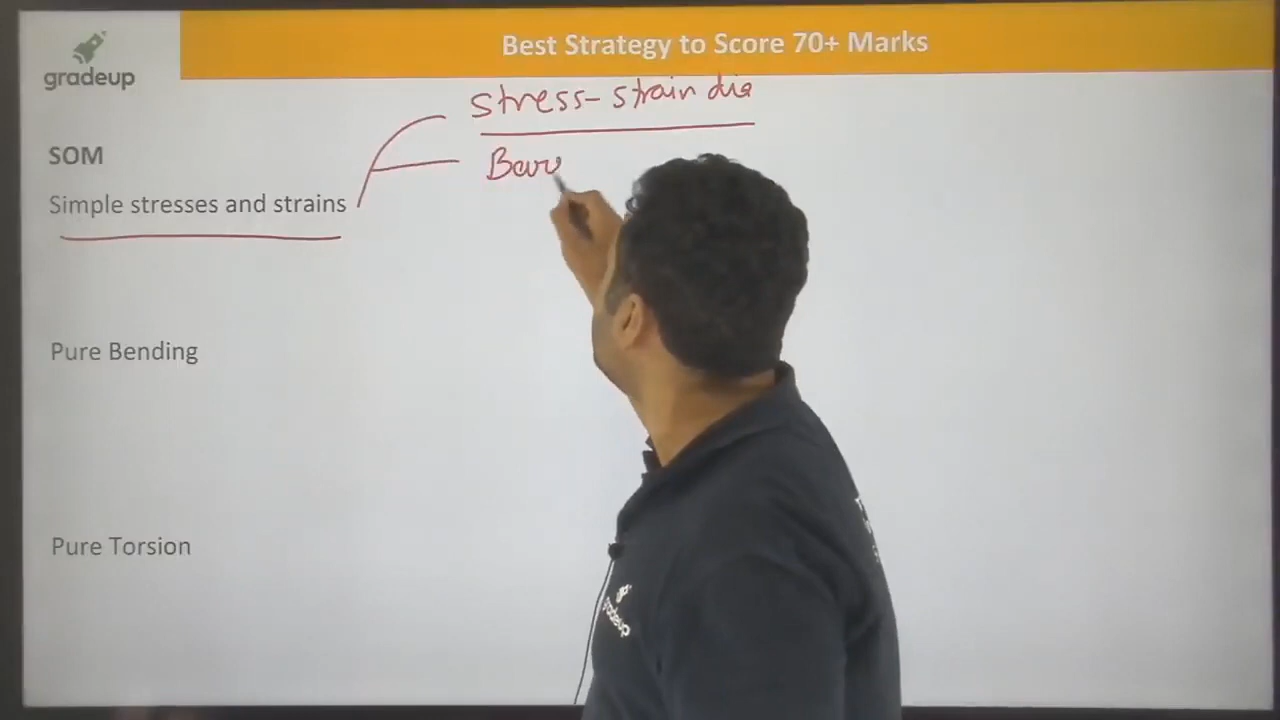 Best Strategy to Score 70+ Marks
gradeup
stress-strain dia
SOM
Simple stresses and strains
Pure Bending
Pure Torsion
gradeup